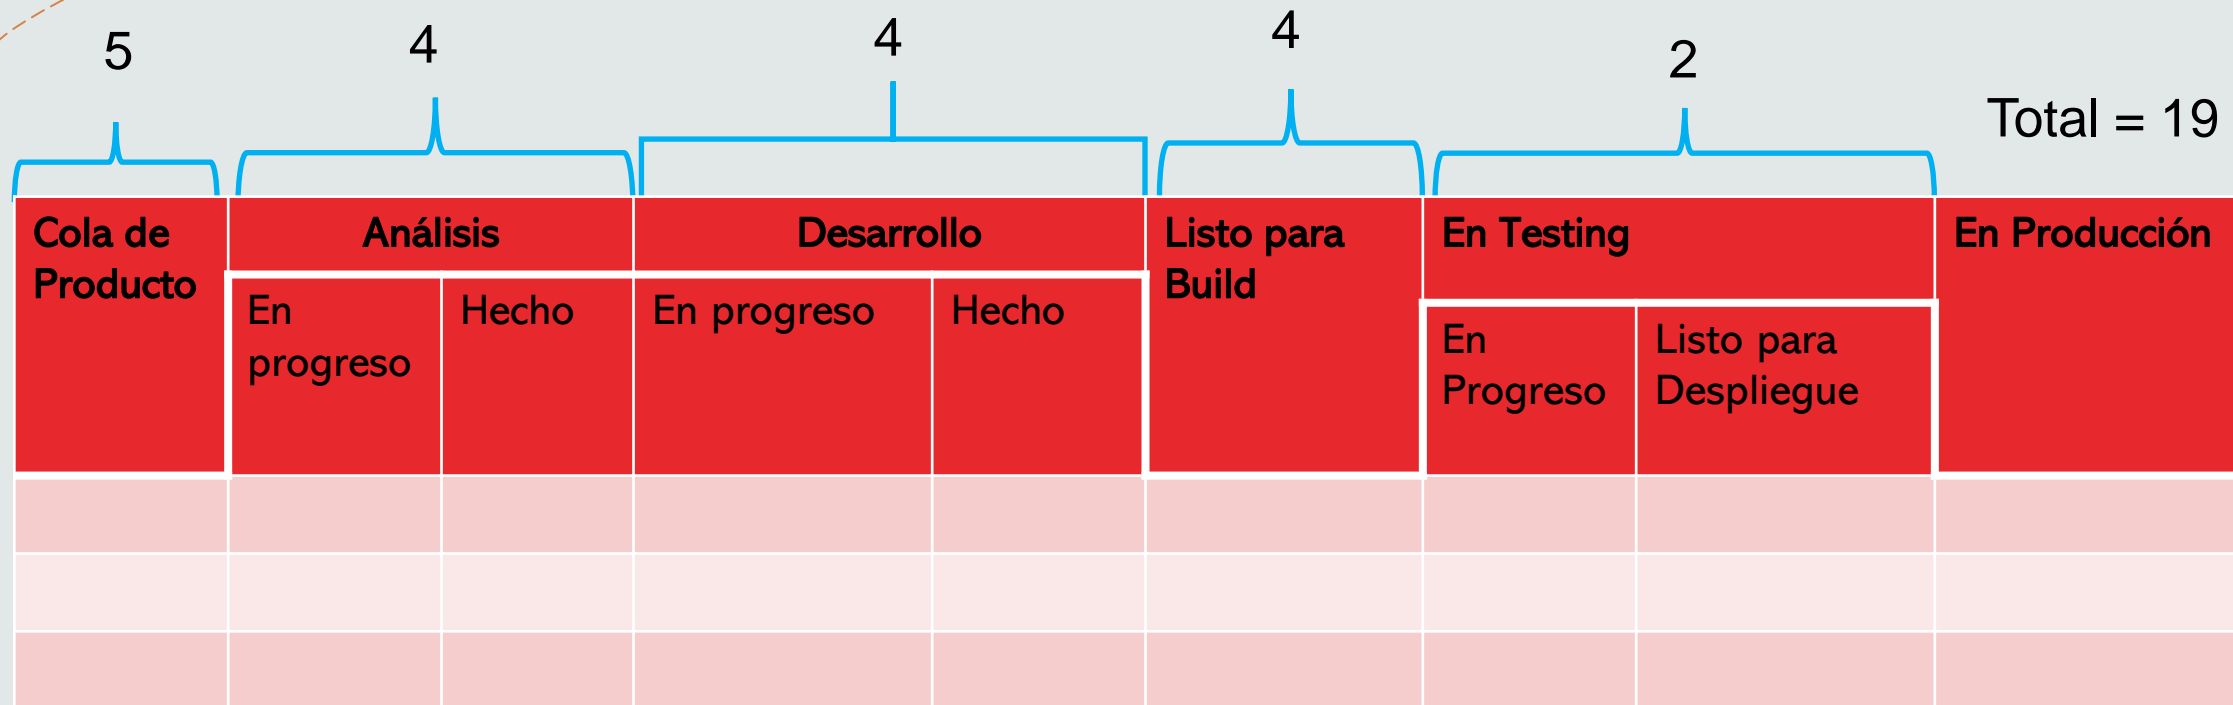 5
4
4
4
2
Total = 19
Cola de
Producto
Análisis
Desarrollo
Listo para
Build
En Testing
En Producción
En
progreso
Hecho
En progreso
Hecho
En
Progreso
Listo para
Despliegue